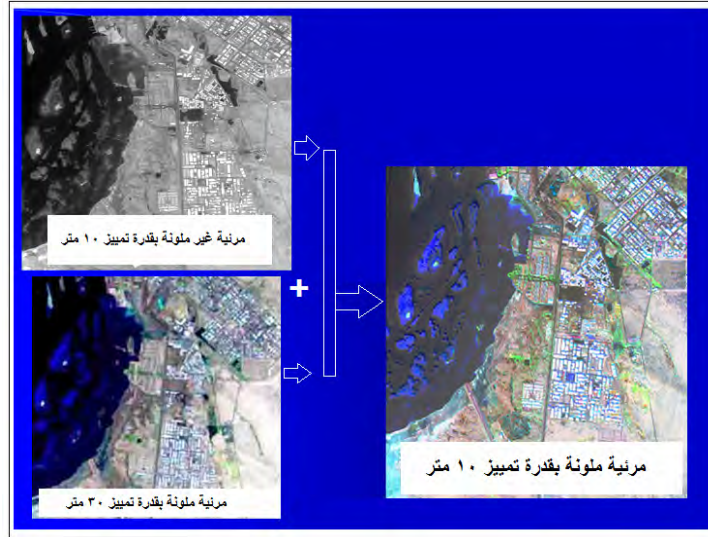 مرئية غير ملونة بقدرة تمييز ١٠ متر
+
مرئية ملونة بقدرة تمييز ٣٠ متر
مرئية ملونة بقدرة تمييز ١٠ متر